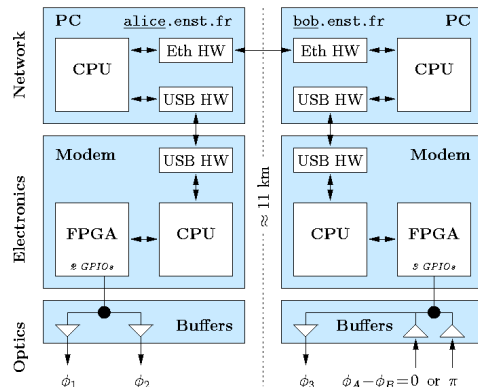 PC alice.enst.fr
bob.enst.fr PC
Network
CPU
Eth HW
USB HW
Eth HW
USB HW
CPU
≈ 11 km
Electronics
Modem
USB HW
FPGA
2 GPIOs
CPU
Modem
USB HW
CPU
FPGA
3 GPIOs
Optics
Buffers
Buffers
ϕ1
ϕ2
ϕ3
ϕA−ϕB=0 or π